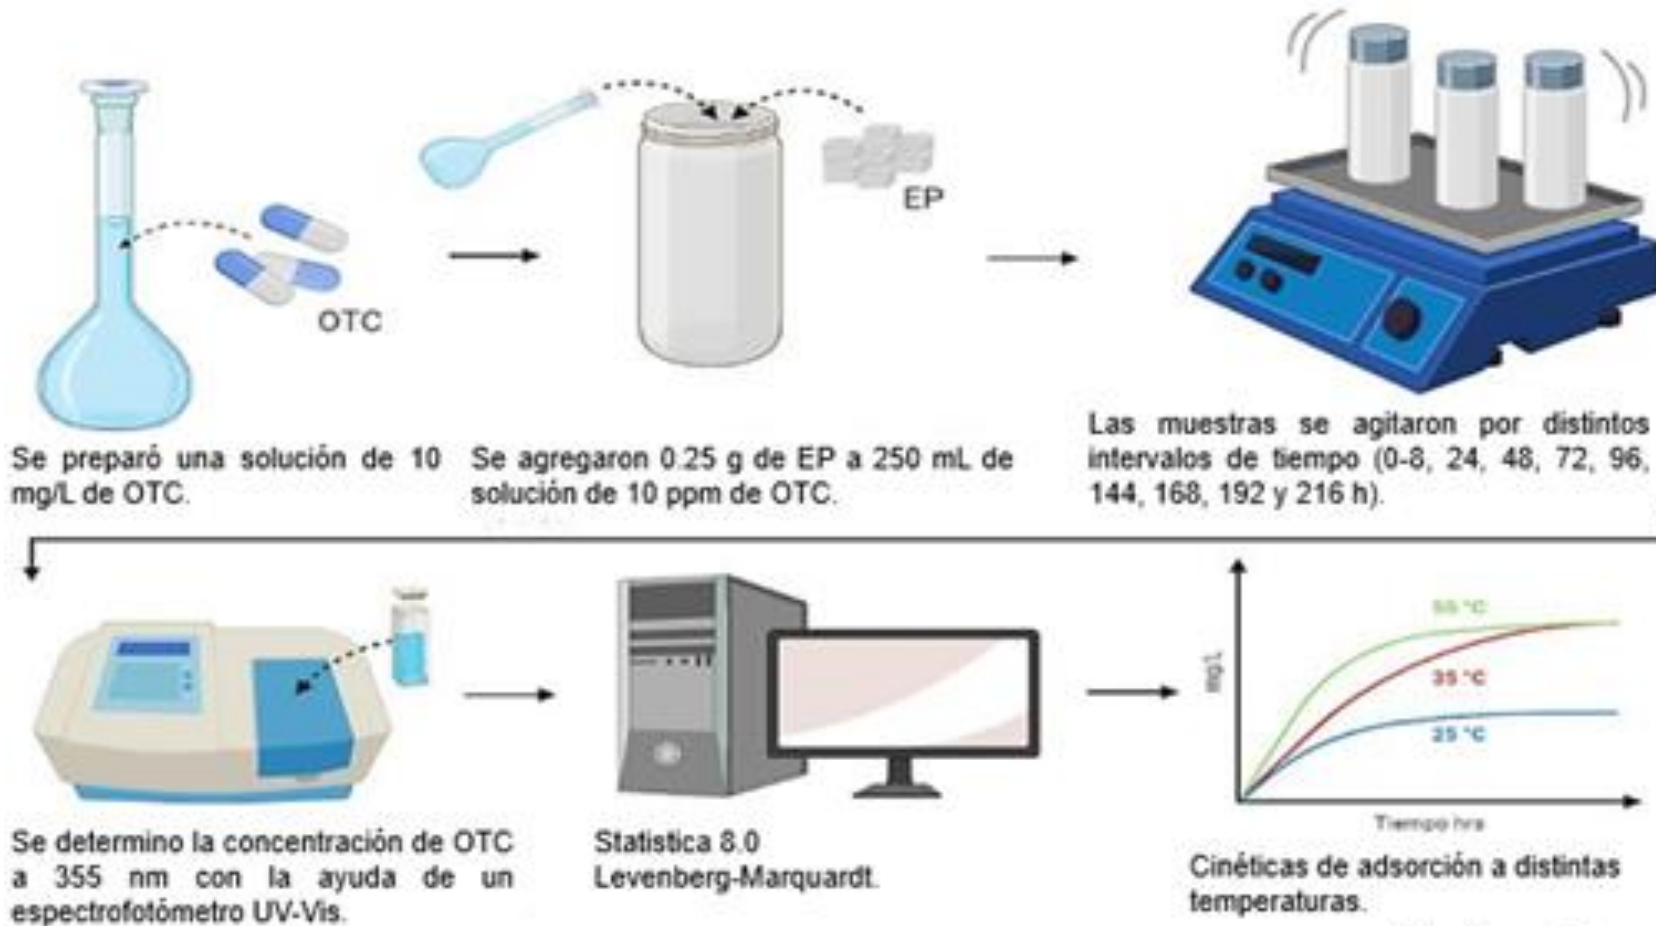 OTC
EP
Se preparó una solución de 10
mg/L de OTC.
Se agregaron 0.25 g de EP a 250 mL de
solución de 10 ppm de OTC.
Las muestras se agitaron por distintos
intervalos de tiempo (0-8, 24, 48, 72, 96,
144, 168, 192 y 216 h).
55 °C
mg/L
35 °C
25 °C
Tiempo hrs
Se determino la concentración de OTC
a 355 nm con la ayuda de un
espectrofotómetro UV-Vis.
Statistica 8.0
Levenberg-Marquardt.
Cinéticas de adsorción a distintas
temperaturas.